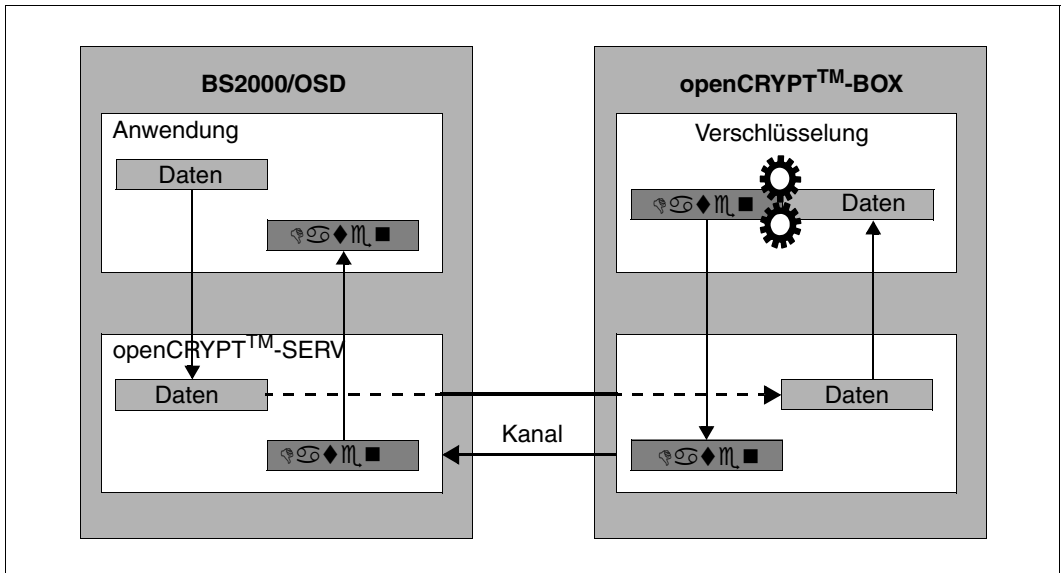 BS2000/OSD
openCRYPT™-BOX
Anwendung
Verschlüsselung
Daten
Daten
openCRYPT™-SERV
Daten
Daten
Kanal